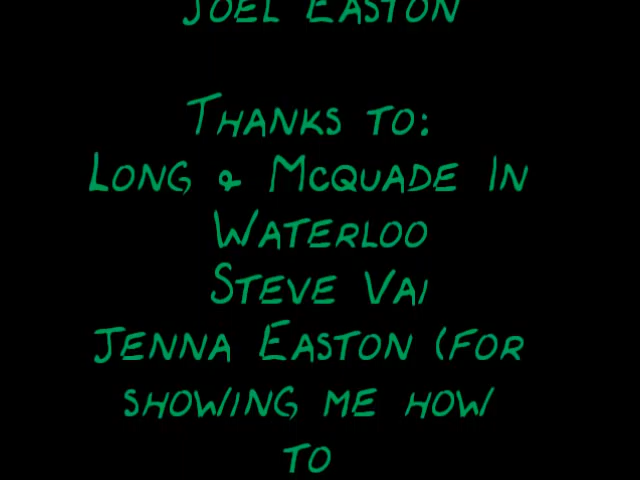 Joel Easton
Thanks to:
Long & McQuade In
Waterloo
Steve Vai
Jenna Easton (for
showing me how
to